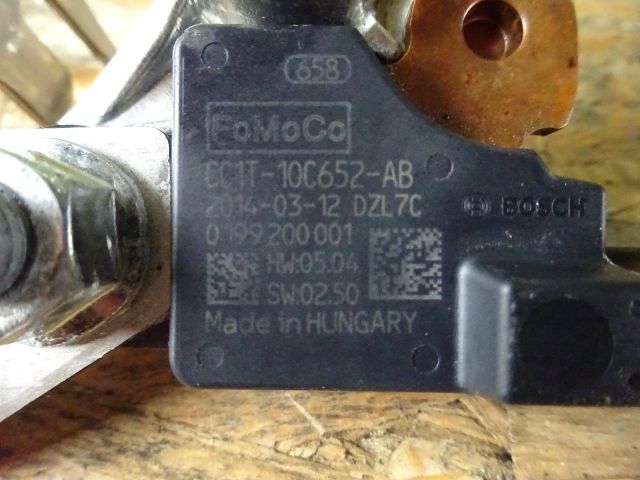 658
FoMoCo
CC1T-10C652-AB
2014-03-12 DZL7C
BOSCH
0 199 200 001
HW:05.04
SW:02.50
Made in HUNGARY